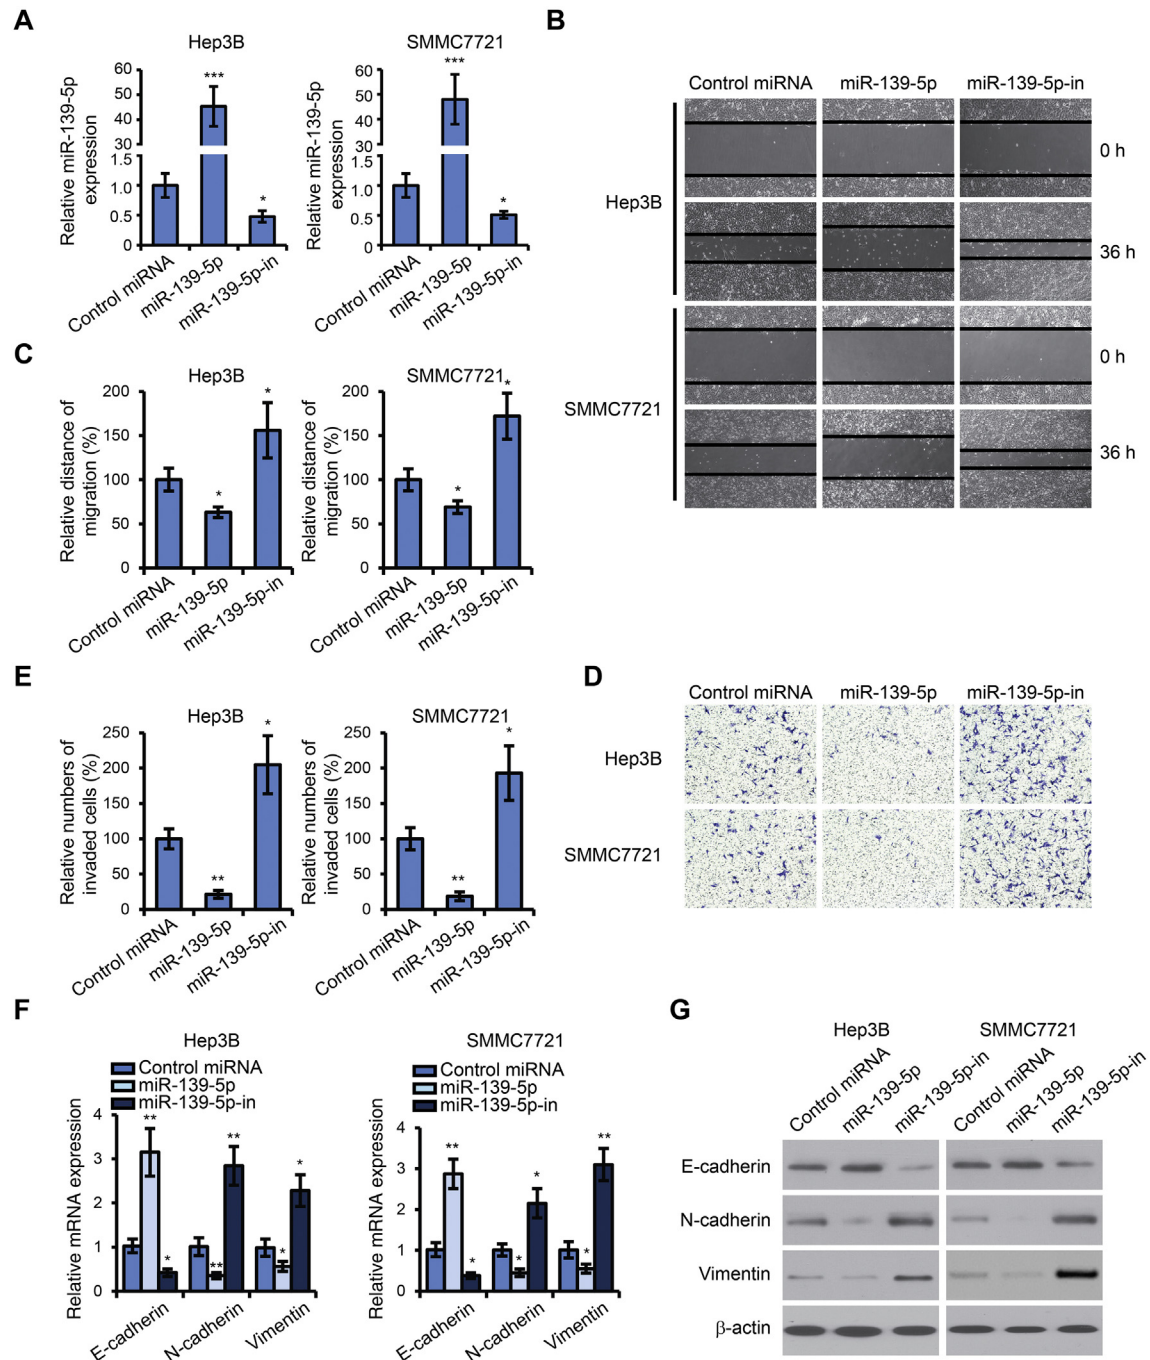 A
Hep3B
SMMC7721
Relative miR-139-5p
expression
60
50
40
30
1.5
1.0
0.5
0
***
*
Control miRNA
miR-139-5p
miR-139-5p-in
Relative miR-139-5p
expression
60
50
40
30
1.5
1.0
0.5
0
***
*
Control miRNA
miR-139-5p
miR-139-5p-in
B
Control miRNA
miR-139-5p
miR-139-5p-in
Hep3B
0 h
36 h
SMMC7721
0 h
36 h
C
Hep3B
SMMC7721
Relative distance of
migration (%)
200
150
100
50
0
*
*
Control miRNA
miR-139-5p
miR-139-5p-in
Relative distance of
migration (%)
200
150
100
50
0
*
*
Control miRNA
miR-139-5p
miR-139-5p-in
E
Hep3B
SMMC7721
Relative numbers of
invaded cells (%)
250
200
150
100
50
0
**
*
Control miRNA
miR-139-5p
miR-139-5p-in
Relative numbers of
invaded cells (%)
250
200
150
100
50
0
**
*
Control miRNA
miR-139-5p
miR-139-5p-in
D
Control miRNA
miR-139-5p
miR-139-5p-in
Hep3B
SMMC7721
F
Hep3B
Control miRNA
miR-139-5p
miR-139-5p-in
Relative mRNA expression
4
3
2
1
0
**
*
**
**
*
*
E-cadherin
N-cadherin
Vimentin
SMMC7721
Control miRNA
miR-139-5p
miR-139-5p-in
Relative mRNA expression
4
3
2
1
0
**
*
*
*
*
**
E-cadherin
N-cadherin
Vimentin
G
Hep3B
SMMC7721
Control miRNA
miR-139-5p
miR-139-5p-in
Control miRNA
miR-139-5p
miR-139-5p-in
E-cadherin
N-cadherin
Vimentin
β-actin